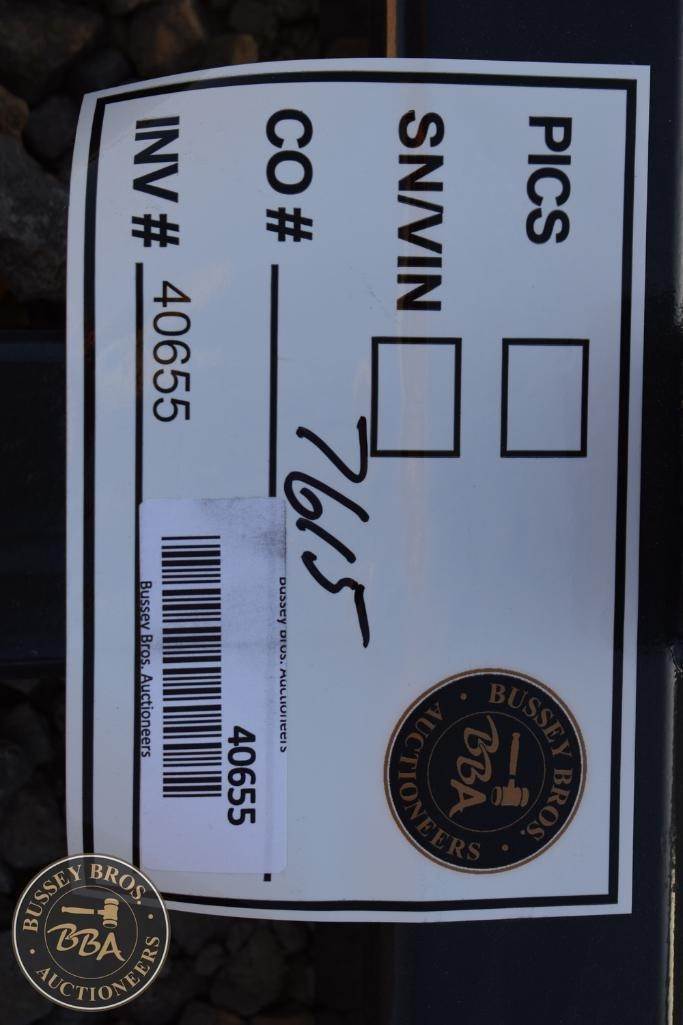 PICS
SN/VIN
CO # 7615
INV # 40655
BUSSEY BROS.
BBA
AUCTIONEERS
Bussey Bros. Auctioneers
40655
Bussey Bros. Auctioneers
BUSSEY BROS.
BBA
AUCTIONEERS